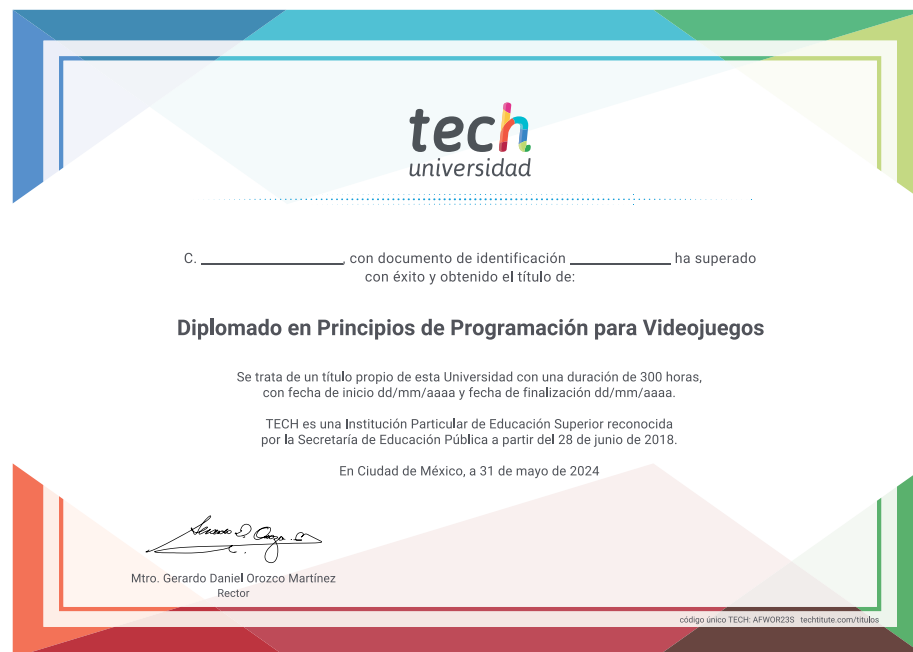 tech
universidad
C. ____________, con documento de identificación ____________ ha superado
con éxito y obtenido el título de:
Diplomado en Principios de Programación para Videojuegos
Se trata de un título propio de esta Universidad con una duración de 300 horas,
con fecha de inicio dd/mm/aaaa y fecha de finalización dd/mm/aaaa.
TECH es una Institución Particular de Educación Superior reconocida
por la Secretaría de Educación Pública a partir del 28 de junio de 2018.
En Ciudad de México, a 31 de mayo de 2024
Mtro. Gerardo Daniel Orozco Martínez
Rector
código único TECH: AFWOR23S techtitute.com/titulos